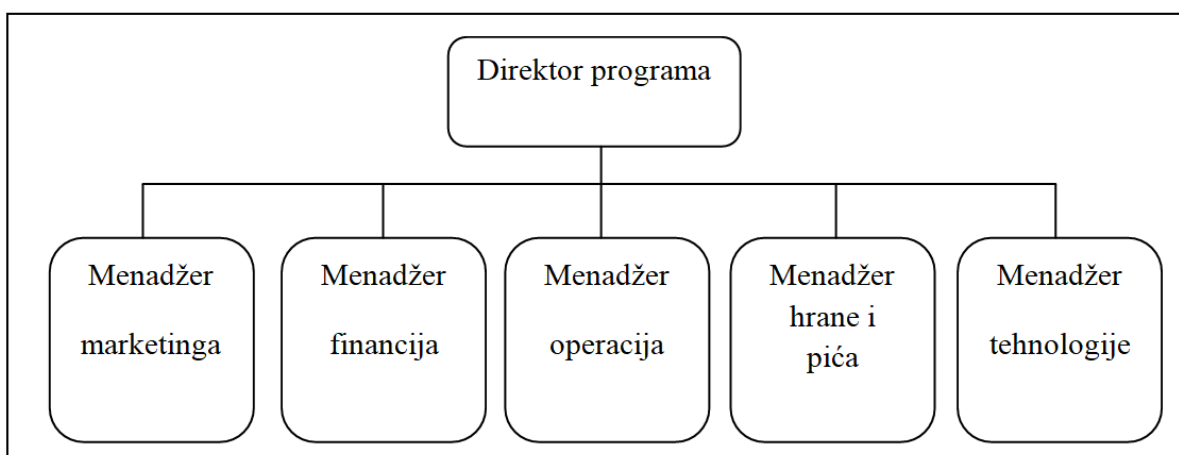 Direktor programa
Menadžer
marketinga
Menadžer
financija
Menadžer
operacija
Menadžer
hrane i
pića
Menadžer
tehnologije